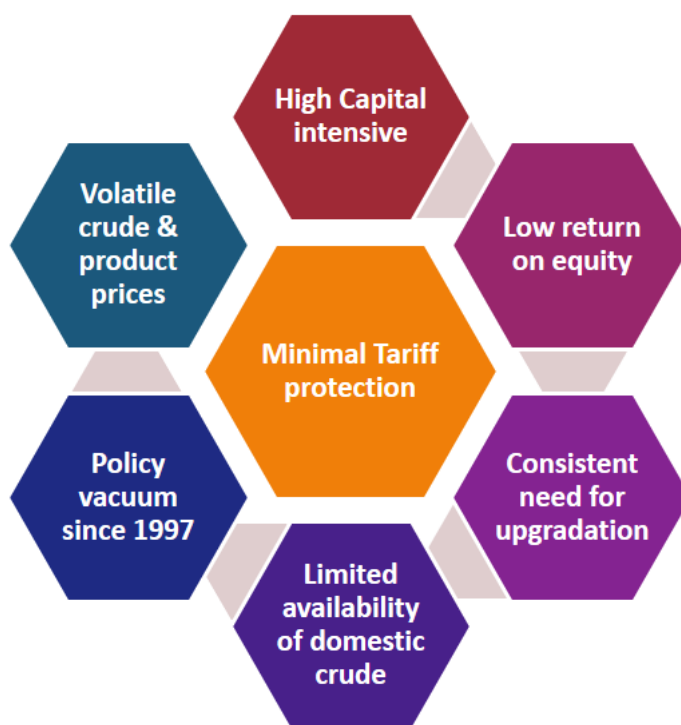 High Capital
intensive
Low return
on equity
Consistent
need for
upgradation
Limited
availability
of domestic
crude
Policy
vacuum
since 1997
Volatile
crude &
product
prices
Minimal Tariff
protection